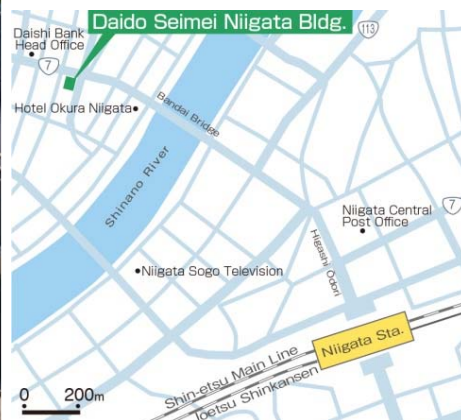 Daido Seimei Niigata Bldg.
113
Daishi Bank
Head Office
7
Hotel Okura Niigata
Bandai Bridge
Shinano River
Niigata Central
Post Office
7
Higashi Odori
Niigata Sogo Television
Niigata Sta.
Shin-etsu Main Line
Joetsu Shinkansen
0 200m